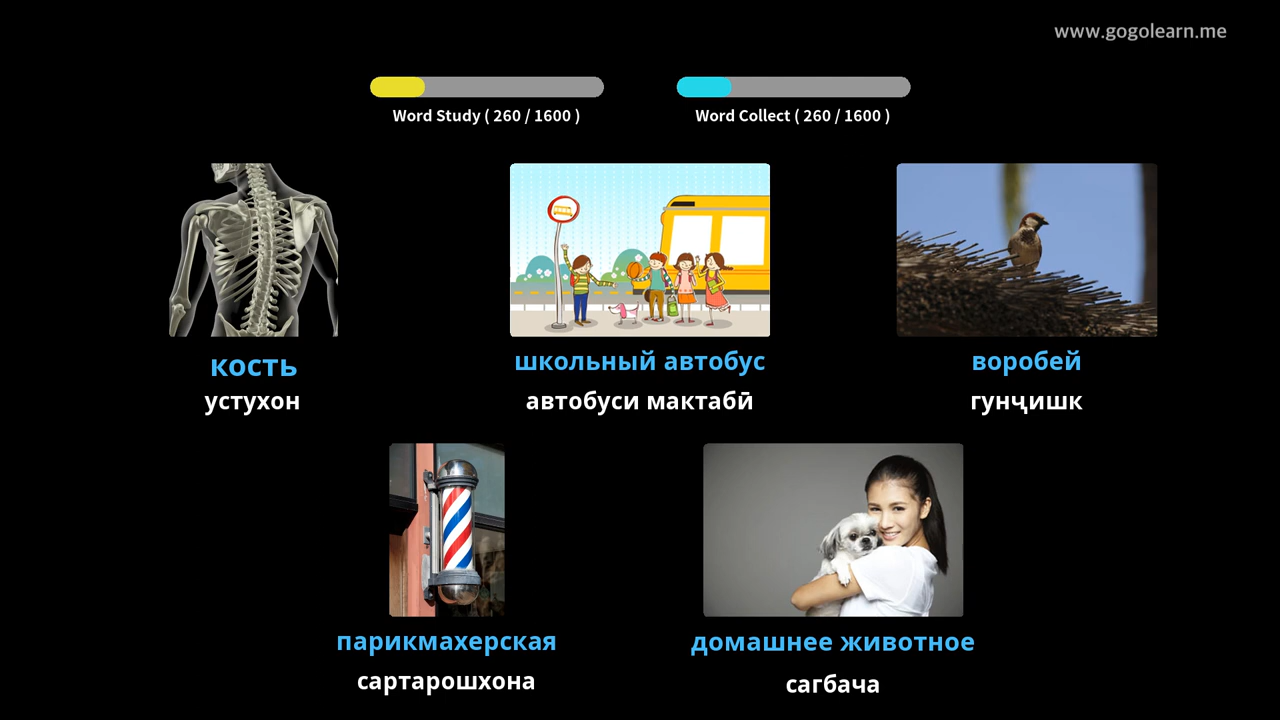 www.gogolearn.me
Word Study ( 260 / 1600 )
Word Collect ( 260 / 1600 )
кость
устухон
школьный автобус
автобуси мактабӣ
воробей
гунҷишк
парикмахерская
сартарошхона
домашнее животное
сагбача